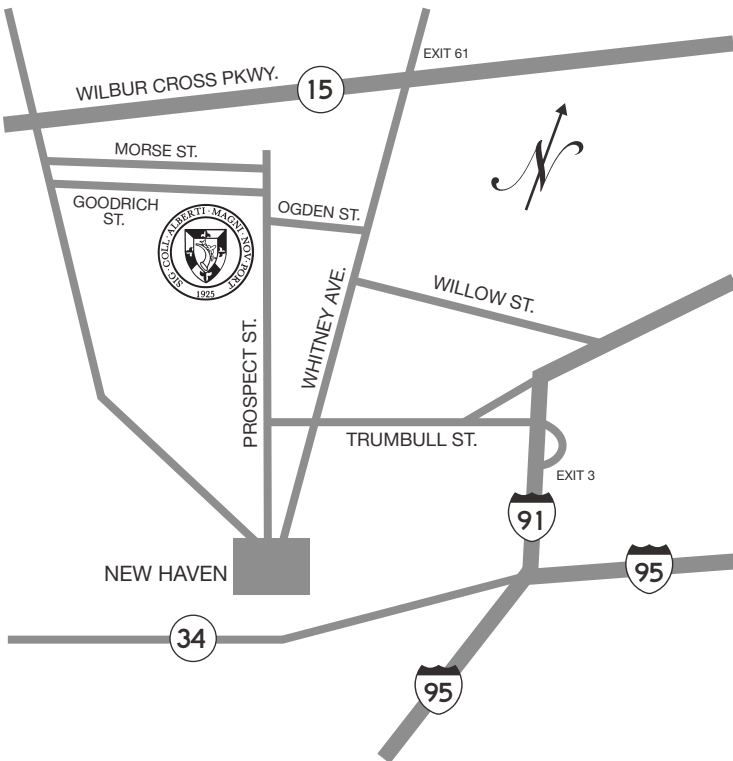 EXIT 61
WILBUR CROSS PKWY.
15
MORSE ST.
N
GOODRICH
ST.
OGDEN ST.
SIG · COLL · ALBERTI · MAGNI · NOV · PORT
1925
WILLOW ST.
WHITNEY AVE.
PROSPECT ST.
TRUMBULL ST.
EXIT 3
91
NEW HAVEN
95
34
95